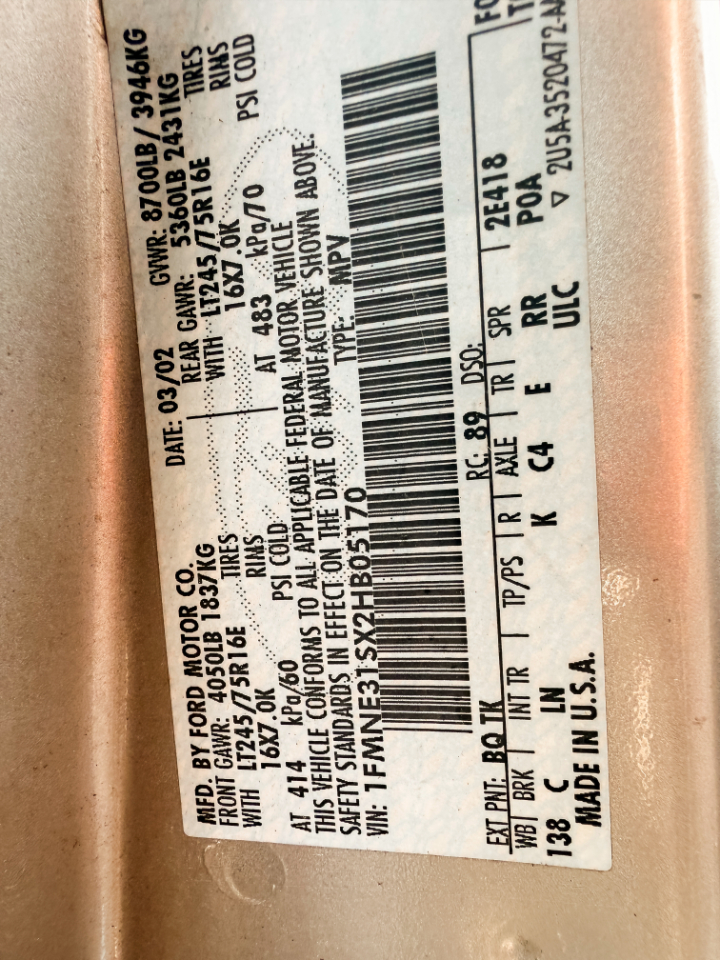 MFD. BY FORD MOTOR CO.
DATE: 03/02 GVWR: 8700LB / 3946KG
FRONT GAWR: 4050LB 1837KG REAR GAWR: 5360LB 2431KG
WITH LT245/75R16E TIRES WITH LT245/75R16E TIRES
16X7.0K RIMS 16X7.0K RIMS
AT 414 kPa/60 PSI COLD AT 483 kPa/70 PSI COLD
THIS VEHICLE CONFORMS TO ALL APPLICABLE FEDERAL MOTOR VEHICLE
SAFETY STANDARDS IN EFFECT ON THE DATE OF MANUFACTURE SHOWN ABOVE.
VIN: 1FMNE31SX2HB05170 TYPE: MPV
EXT PNT: BQ TK RC: 89 DSO:
WB BRK INT TR TP/PS R AXLE TR SPR 2E418
138 C LN K C4 E RR POA
MADE IN U.S.A. ULC ▽ 2U5A-3520472-